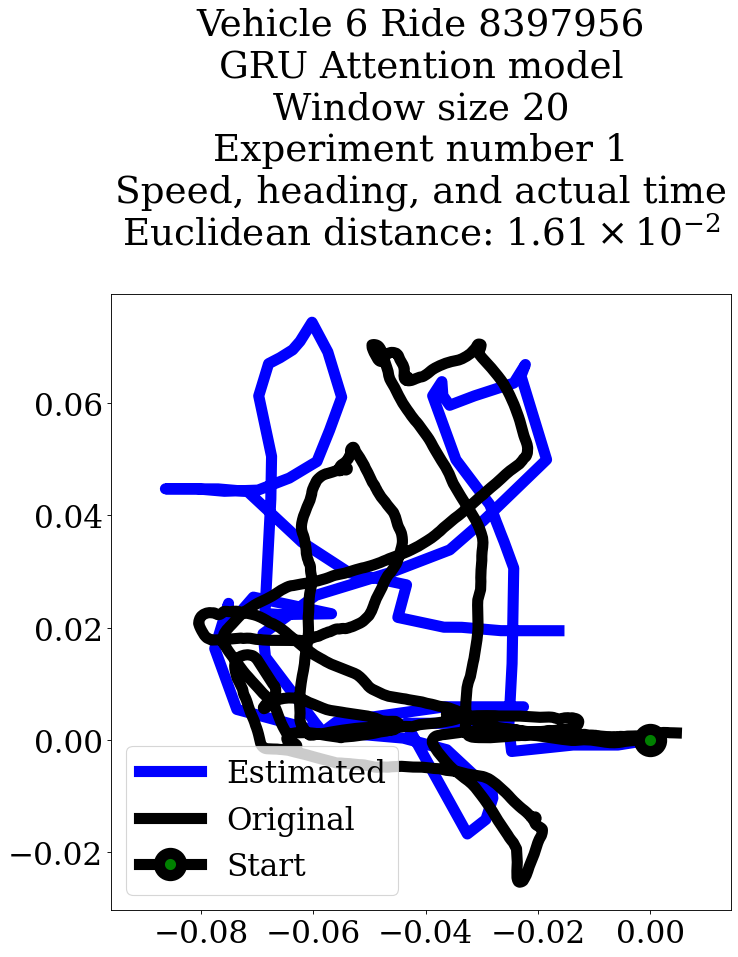 Vehicle 6 Ride 8397956
GRU Attention model
Window size 20
Experiment number 1
Speed, heading, and actual time
Euclidean distance: 1.61 × 10⁻²
0.06
0.04
0.02
0.00
−0.02
Estimated
Original
Start
−0.08 −0.06 −0.04 −0.02 0.00